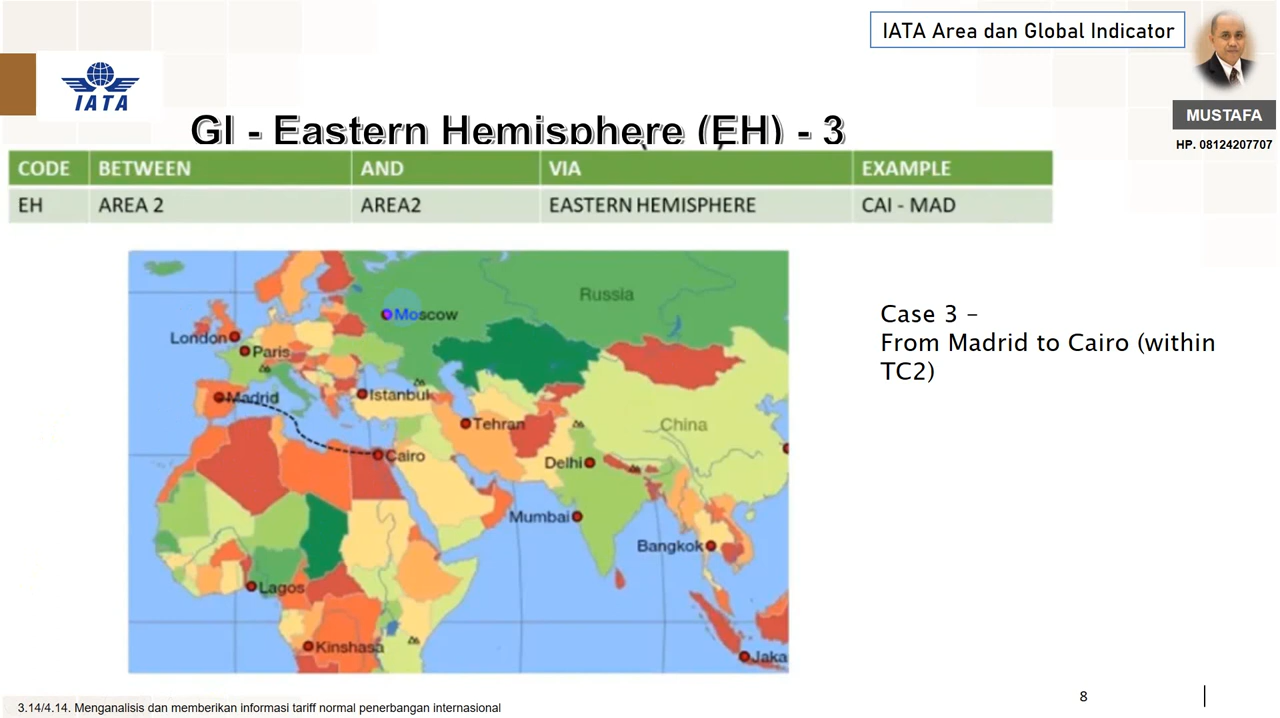 IATA Area dan Global Indicator
IATA
MUSTAFA
HP. 08124207707
GI - Eastern Hemisphere (EH) - 3
CODE BETWEEN AND VIA EXAMPLE
EH AREA 2 AREA2 EASTERN HEMISPHERE CAI - MAD
Russia
Moscow
London
Paris
Madrid
Istanbul
Tehran
China
Cairo
Delhi
Mumbai
Bangkok
Lagos
Kinshasa
Jaka
Case 3 –
From Madrid to Cairo (within
TC2)
3.14/4.14. Menganalisis dan memberikan informasi tariff normal penerbangan internasional
8